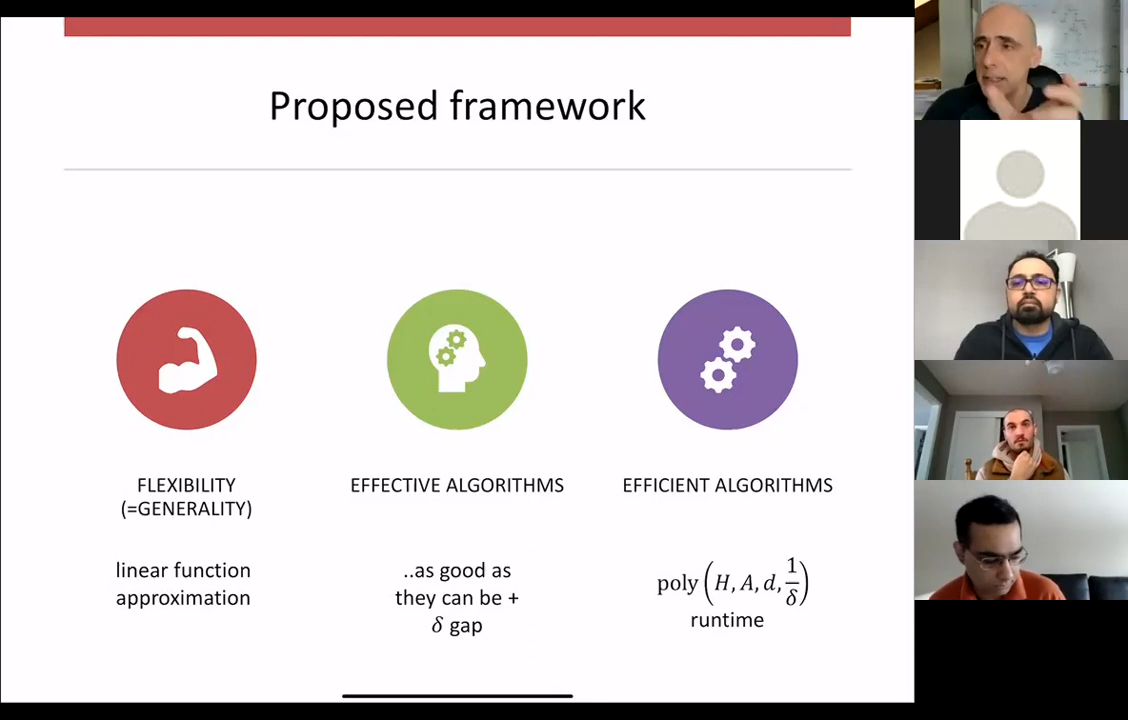 Proposed framework
FLEXIBILITY
(=GENERALITY)
linear function
approximation
EFFECTIVE ALGORITHMS
..as good as
they can be +
δ gap
EFFICIENT ALGORITHMS
poly(H, A, d, 1/δ)
runtime